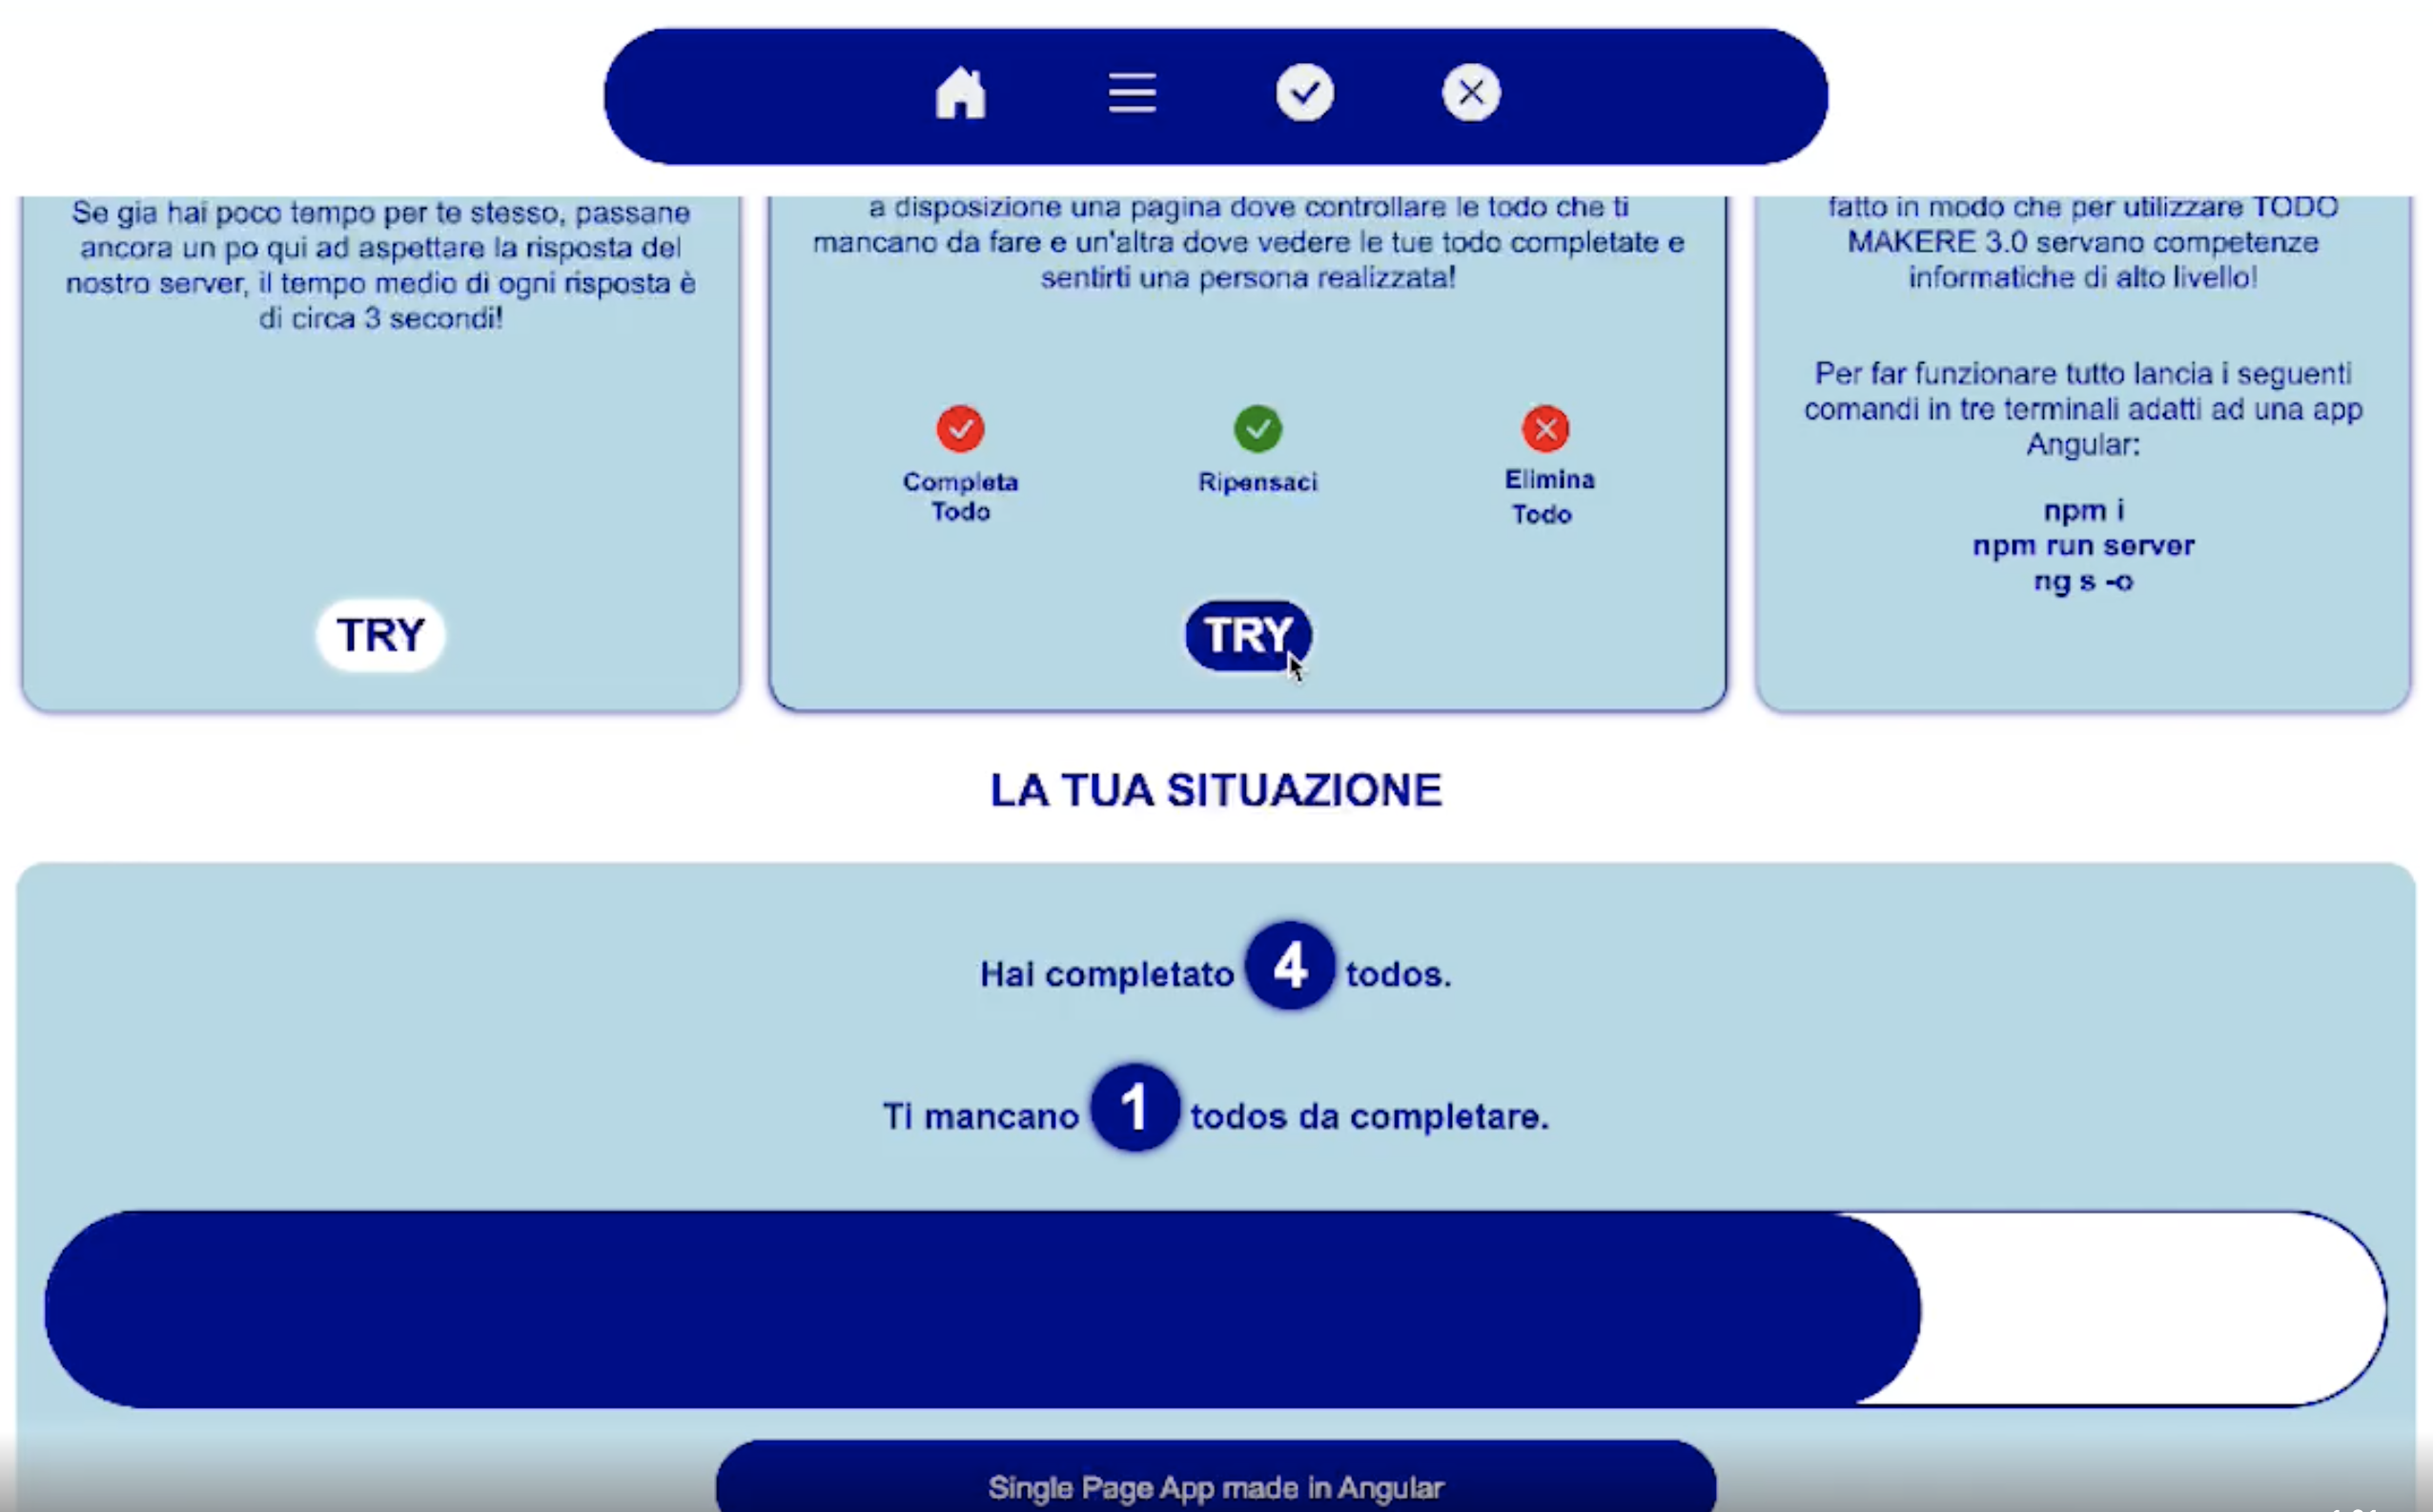 Se gia hai poco tempo per te stesso, passane
ancora un po qui ad aspettare la risposta del
nostro server, il tempo medio di ogni risposta è
di circa 3 secondi!
TRY
a disposizione una pagina dove controllare le todo che ti
mancano da fare e un'altra dove vedere le tue todo completate e
sentirti una persona realizzata!
Completa
Todo
Ripensaci
Elimina
Todo
TRY
fatto in modo che per utilizzare TODO
MAKERE 3.0 servano competenze
informatiche di alto livello!
Per far funzionare tutto lancia i seguenti
comandi in tre terminali adatti ad una app
Angular:
npm i
npm run server
ng s -o
LA TUA SITUAZIONE
Hai completato 4 todos.
Ti mancano 1 todos da completare.
Single Page App made in Angular